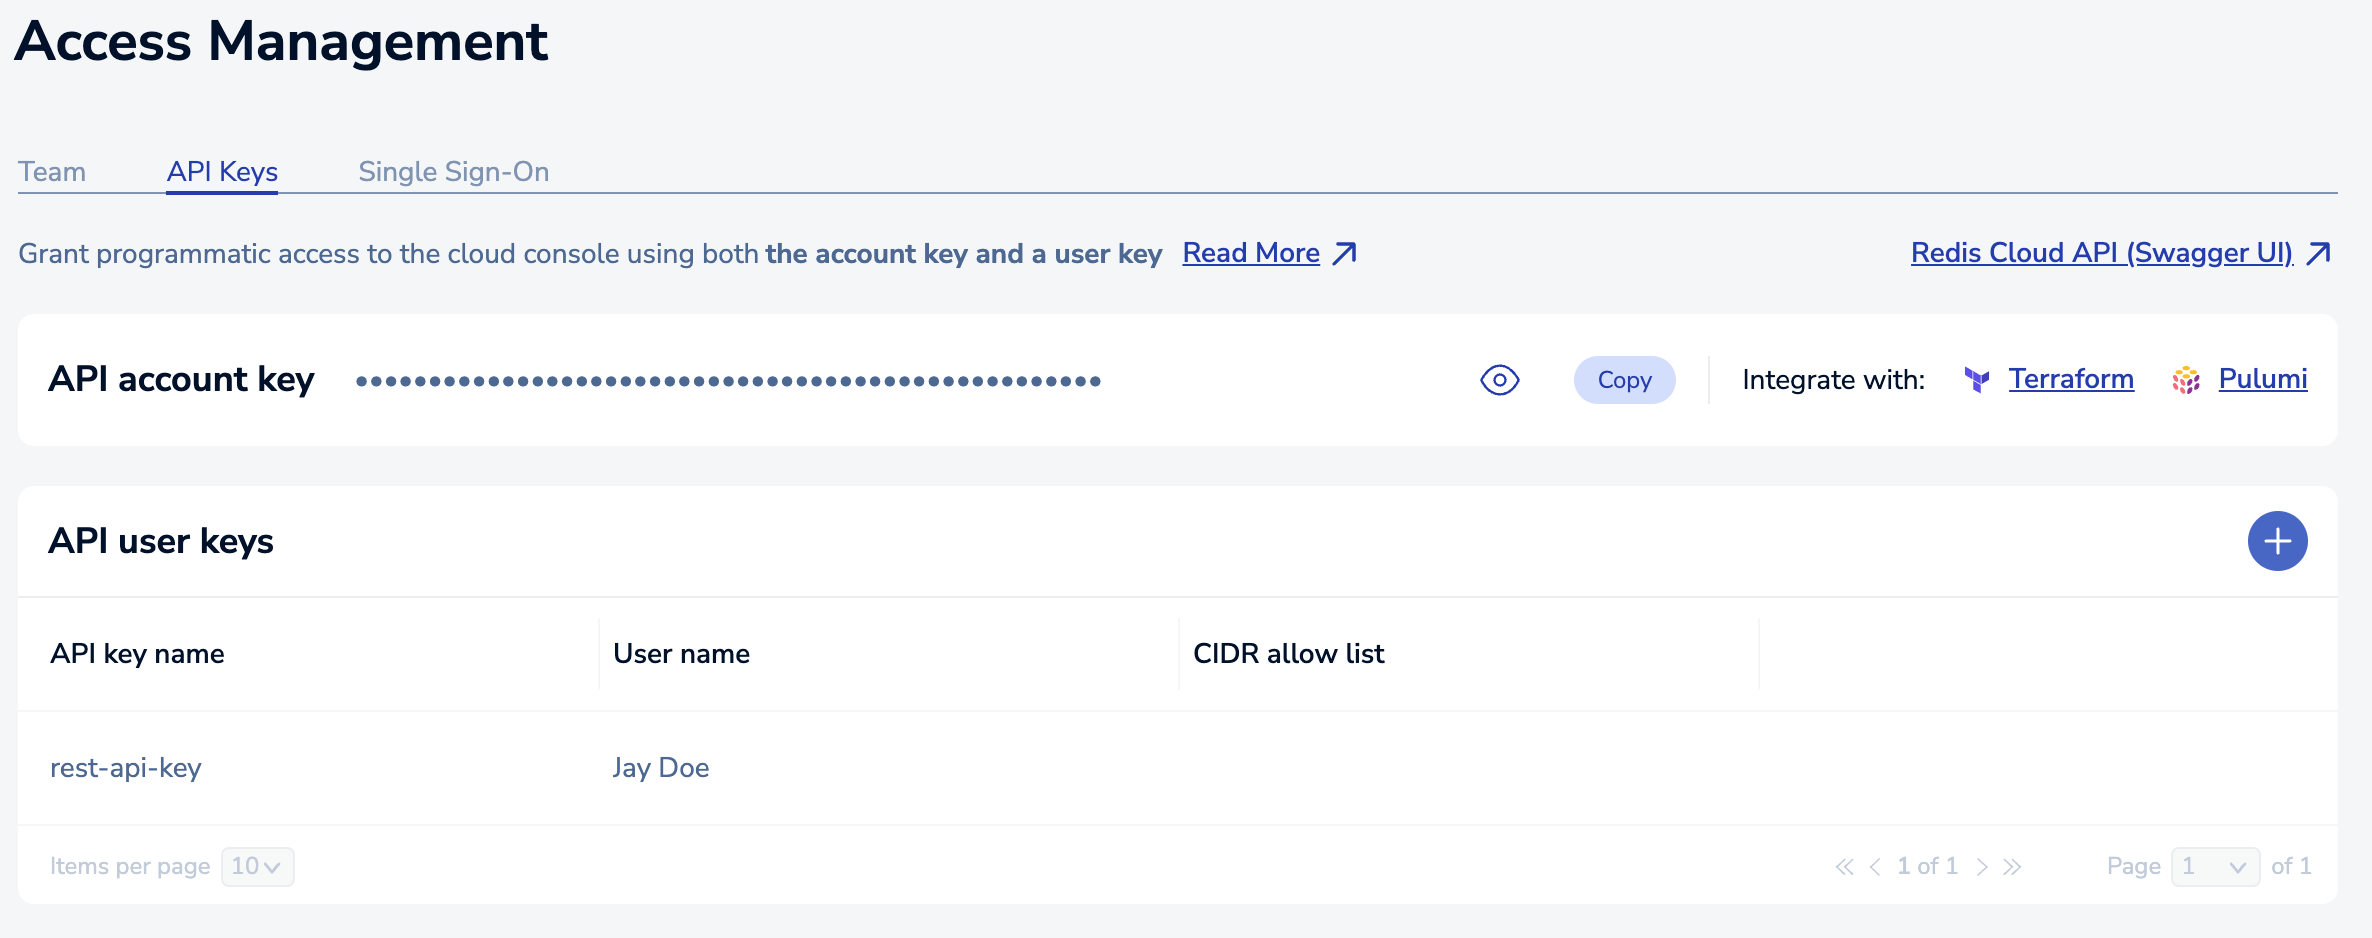 Access Management
Team API Keys Single Sign-On
Grant programmatic access to the cloud console using both the account key and a user key Read More Redis Cloud API (Swagger UI)
API account key Copy Integrate with: Terraform Pulumi
API user keys
API key name User name CIDR allow list
rest-api-key Jay Doe
Items per page 10 1 of 1 Page 1 of 1